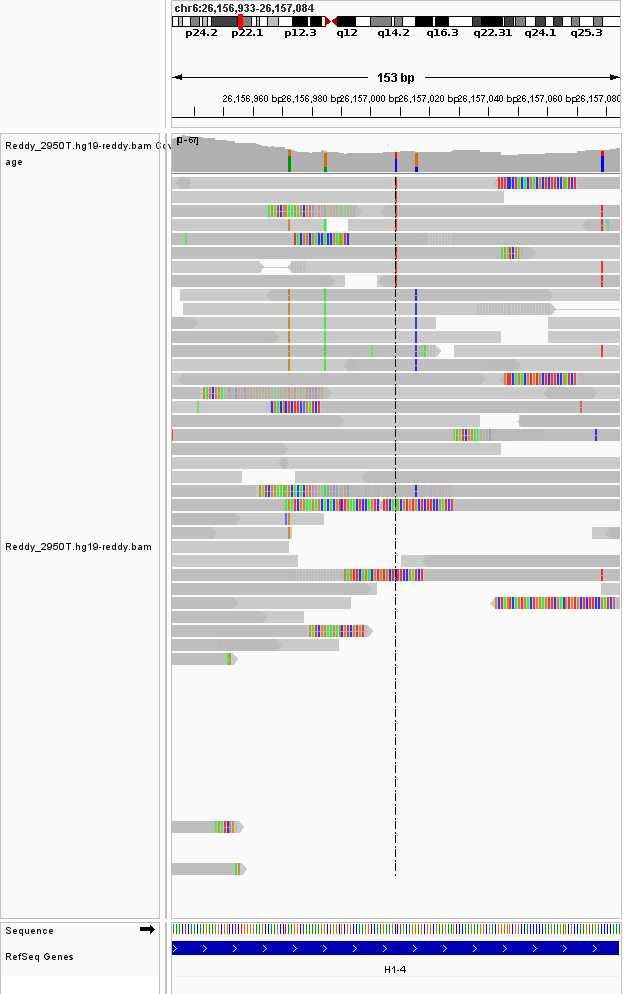 chr6:26,156,933-26,157,084
p24.2 p22.1 p12.3 q12 q14.2 q16.3 q22.31 q24.1 q25.3
153 bp
26,156,960 bp 26,156,980 bp 26,157,000 bp 26,157,020 bp 26,157,040 bp 26,157,060 bp 26,157,080
Reddy_2950T.hg19-reddy.bam Cov
age
[0 - 67]
Reddy_2950T.hg19-reddy.bam
Sequence
RefSeq Genes
H1-4